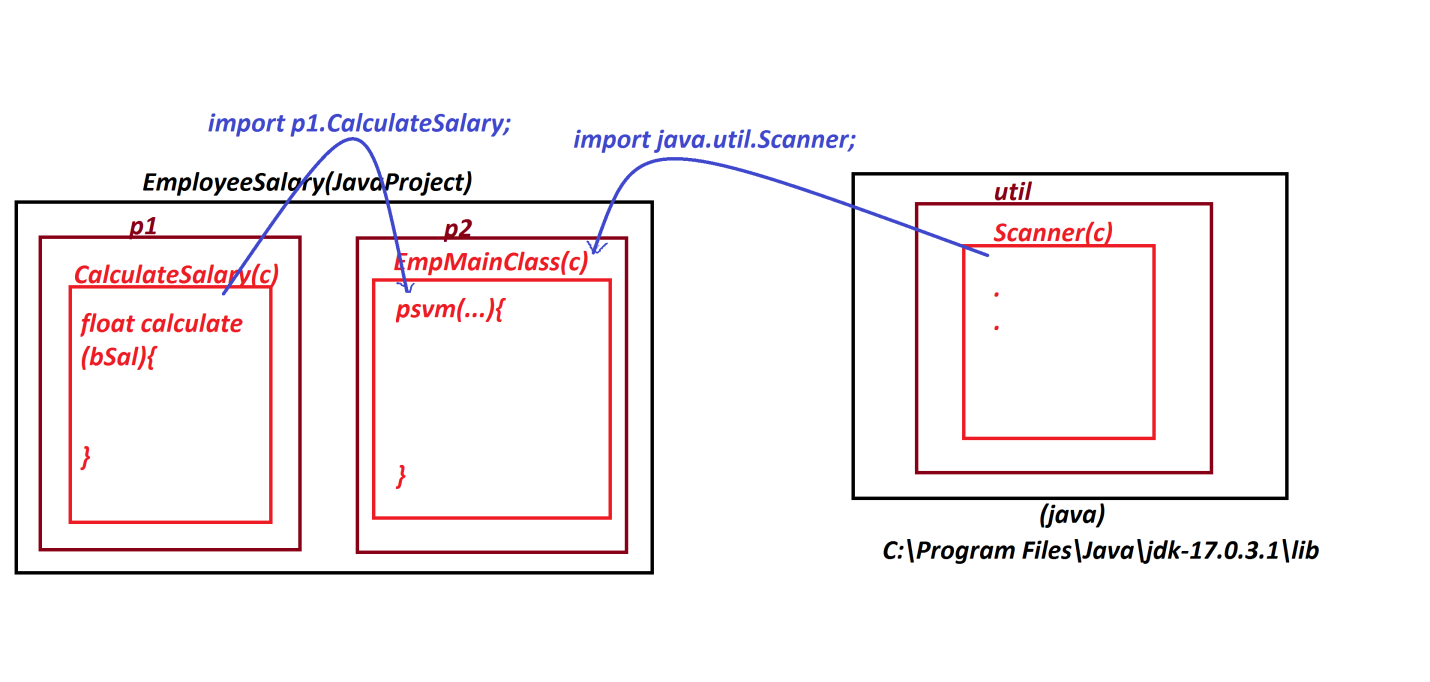 import p1.CalculateSalary;
import java.util.Scanner;
EmployeeSalary(JavaProject)
p1
CalculateSalary(c)
float calculate
(bSal){
}
p2
EmpMainClass(c)
psvm(...){
}
util
Scanner(c)
.
.
(java)
C:\Program Files\Java\jdk-17.0.3.1\lib